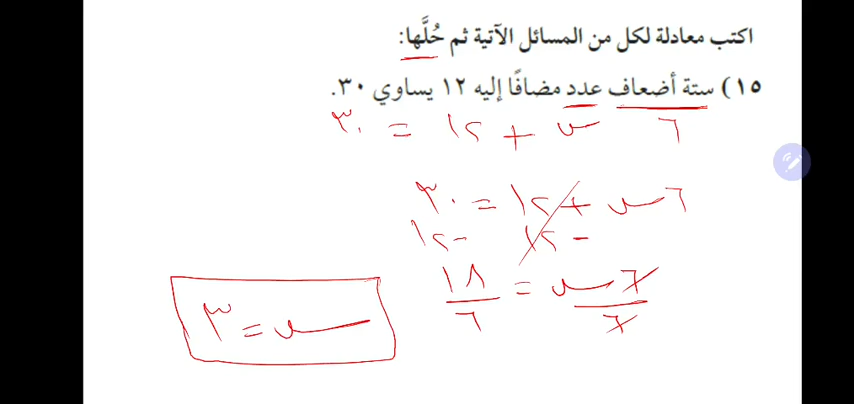 اكتب معادلة لكل من المسائل الآتية ثم حُلَّها:
١٥) ستة أضعاف عدد مضافًا إليه ١٢ يساوي ٣٠.
٦ س + ١٢ = ٣٠
٦س + ١٢ = ٣٠
- ١٢ - ١٢
٦س = ١٨
٦ ٦
س = ٣